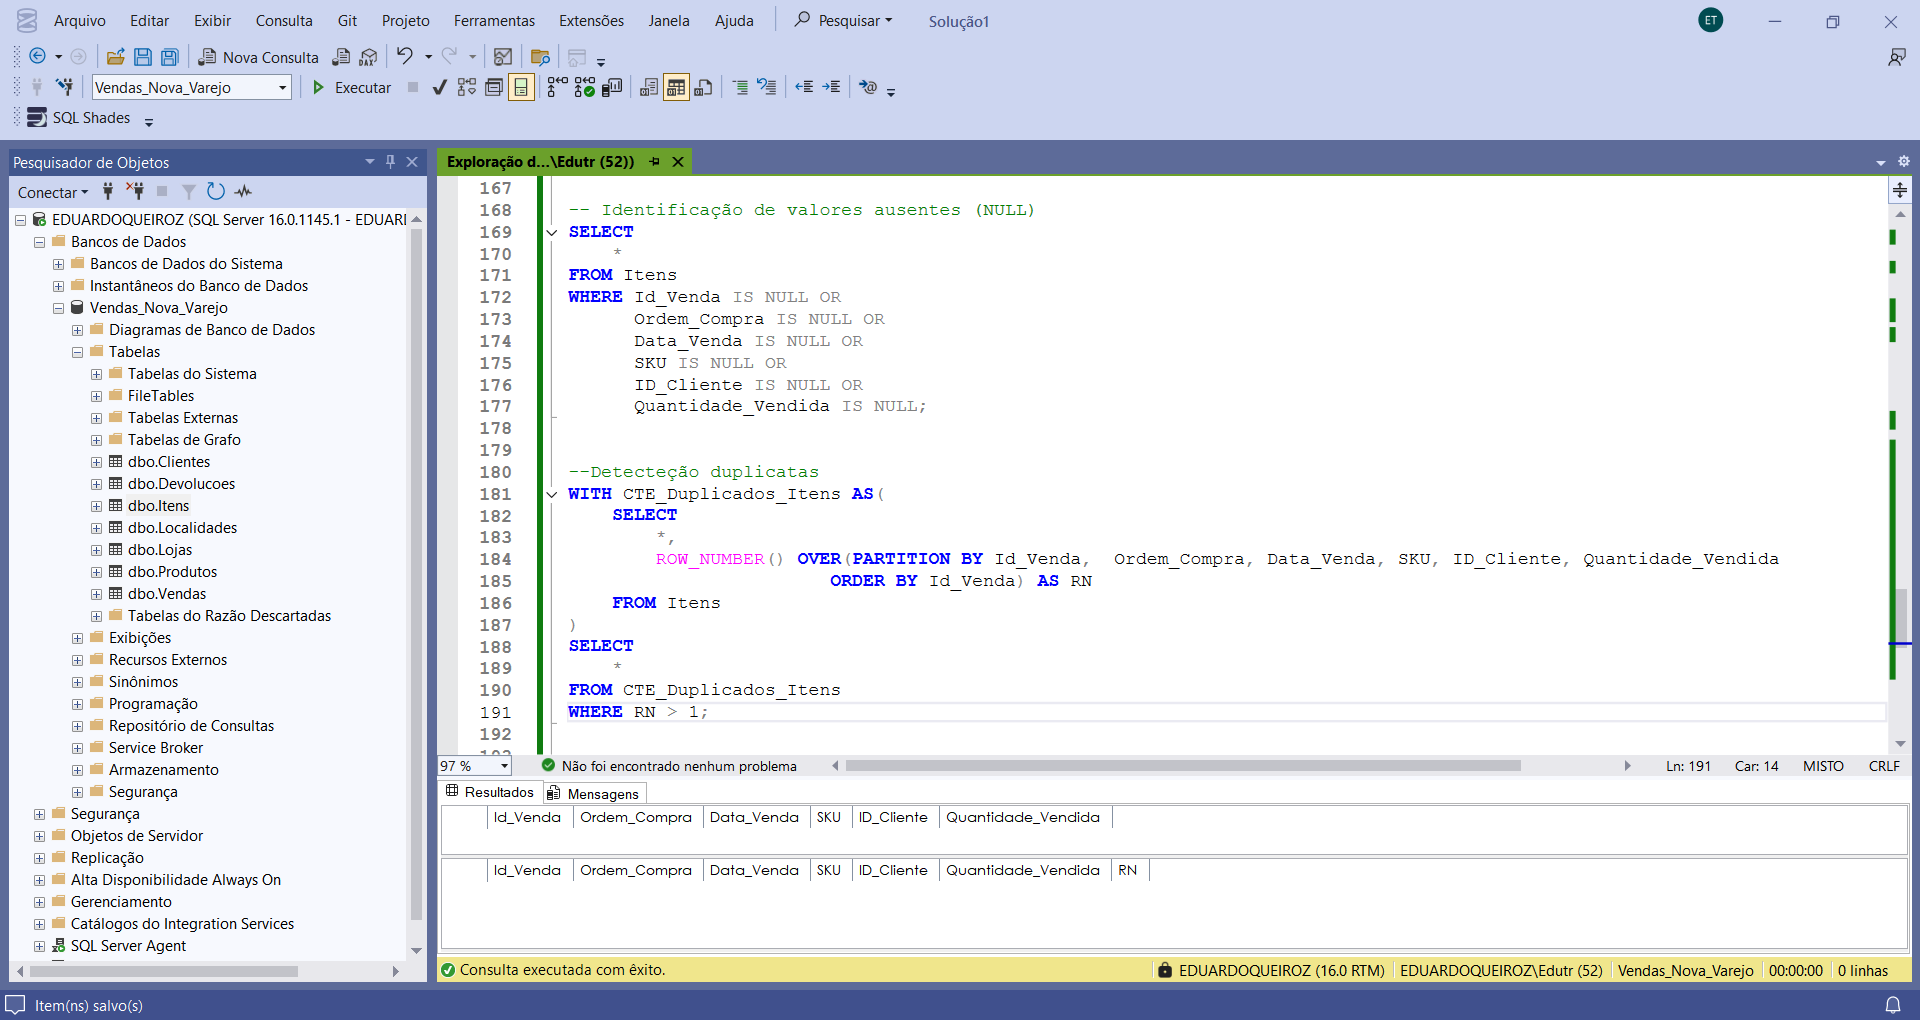 Arquivo Editar Exibir Consulta Git Projeto Ferramentas Extensões Janela Ajuda Pesquisar Solução1 ET
Nova Consulta DAX
Vendas_Nova_Varejo Executar
SQL Shades
Pesquisador de Objetos
Conectar
EDUARDOQUEIROZ (SQL Server 16.0.1145.1 - EDUARI
Bancos de Dados
Bancos de Dados do Sistema
Instantâneos do Banco de Dados
Vendas_Nova_Varejo
Diagramas de Banco de Dados
Tabelas
Tabelas do Sistema
FileTables
Tabelas Externas
Tabelas de Grafo
dbo.Clientes
dbo.Devolucoes
dbo.Itens
dbo.Localidades
dbo.Lojas
dbo.Produtos
dbo.Vendas
Tabelas do Razão Descartadas
Exibições
Recursos Externos
Sinônimos
Programação
Repositório de Consultas
Service Broker
Armazenamento
Segurança
Segurança
Objetos de Servidor
Replicação
Alta Disponibilidade Always On
Gerenciamento
Catálogos do Integration Services
SQL Server Agent
Exploração d...\Edutr (52))
167
168 -- Identificação de valores ausentes (NULL)
169 SELECT
170 *
171 FROM Itens
172 WHERE Id_Venda IS NULL OR
173 Ordem_Compra IS NULL OR
174 Data_Venda IS NULL OR
175 SKU IS NULL OR
176 ID_Cliente IS NULL OR
177 Quantidade_Vendida IS NULL;
178
179
180 --Detecteção duplicatas
181 WITH CTE_Duplicados_Itens AS(
182 SELECT
183 *,
184 ROW_NUMBER() OVER(PARTITION BY Id_Venda, Ordem_Compra, Data_Venda, SKU, ID_Cliente, Quantidade_Vendida
185 ORDER BY Id_Venda) AS RN
186 FROM Itens
187 )
188 SELECT
189 *
190 FROM CTE_Duplicados_Itens
191 WHERE RN > 1;
192
97 % Não foi encontrado nenhum problema Ln: 191 Car: 14 MISTO CRLF
Resultados Mensagens
Id_Venda Ordem_Compra Data_Venda SKU ID_Cliente Quantidade_Vendida
Id_Venda Ordem_Compra Data_Venda SKU ID_Cliente Quantidade_Vendida RN
Consulta executada com êxito. EDUARDOQUEIROZ (16.0 RTM) EDUARDOQUEIROZ\Edutr (52) Vendas_Nova_Varejo 00:00:00 0 linhas
Item(ns) salvo(s)